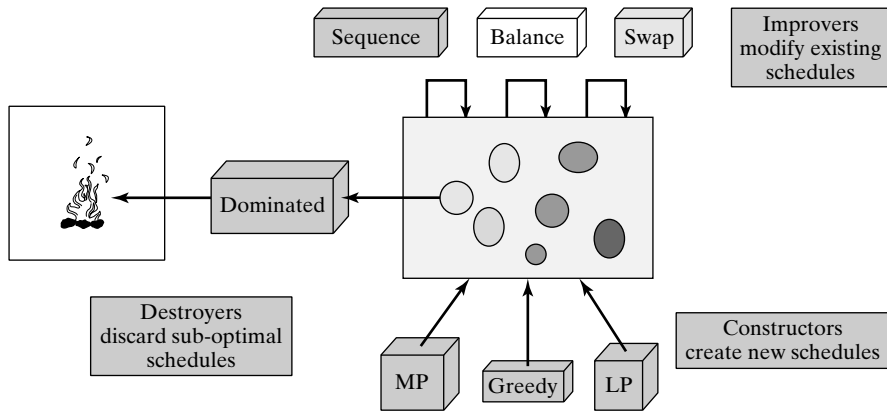 Sequence
Balance
Swap
Improvers
modify existing
schedules
Dominated
Destroyers
discard sub-optimal
schedules
MP
Greedy
LP
Constructors
create new schedules